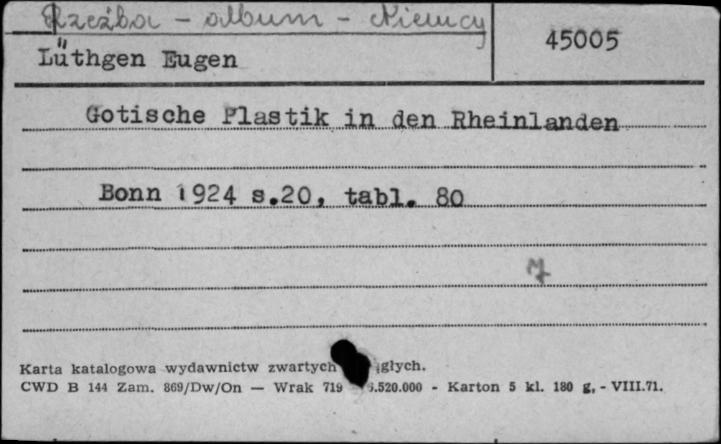 Rzeźba - album - Niemcy
45005
Lüthgen Eugen
Gotische Plastik in den Rheinlanden
Bonn 1924 s.20, tabl. 80
Karta katalogowa wydawnictw zwartych
CWD B 144 Zam. 869/Dw/On — Wrak 719 .520.000 - Karton 5 kl. 180 g, - VIII.71.